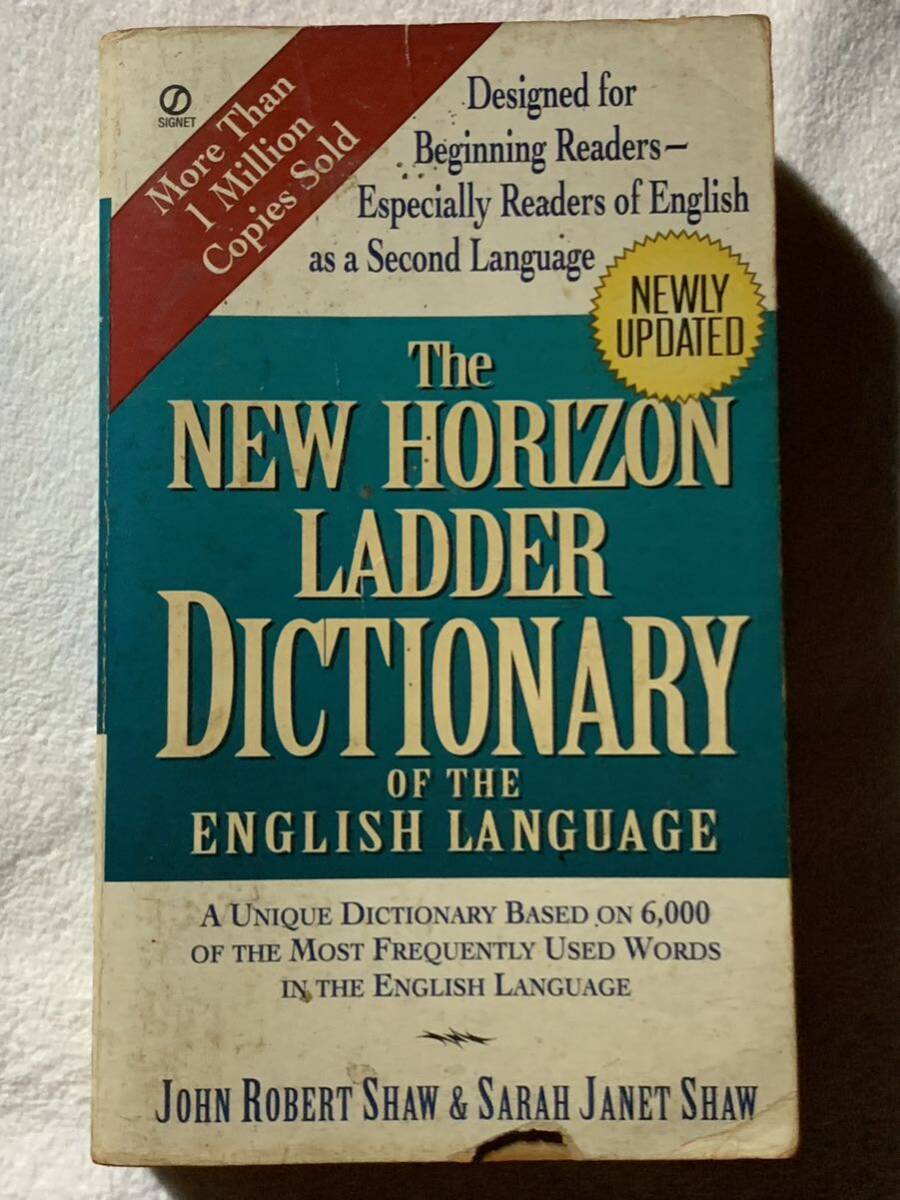 SIGNET
More Than
1 Million
Copies Sold
Designed for
Beginning Readers—
Especially Readers of English
as a Second Language
NEWLY
UPDATED
The
NEW HORIZON
LADDER
DICTIONARY
OF THE
ENGLISH LANGUAGE
A UNIQUE DICTIONARY BASED ON 6,000
OF THE MOST FREQUENTLY USED WORDS
IN THE ENGLISH LANGUAGE
JOHN ROBERT SHAW & SARAH JANET SHAW